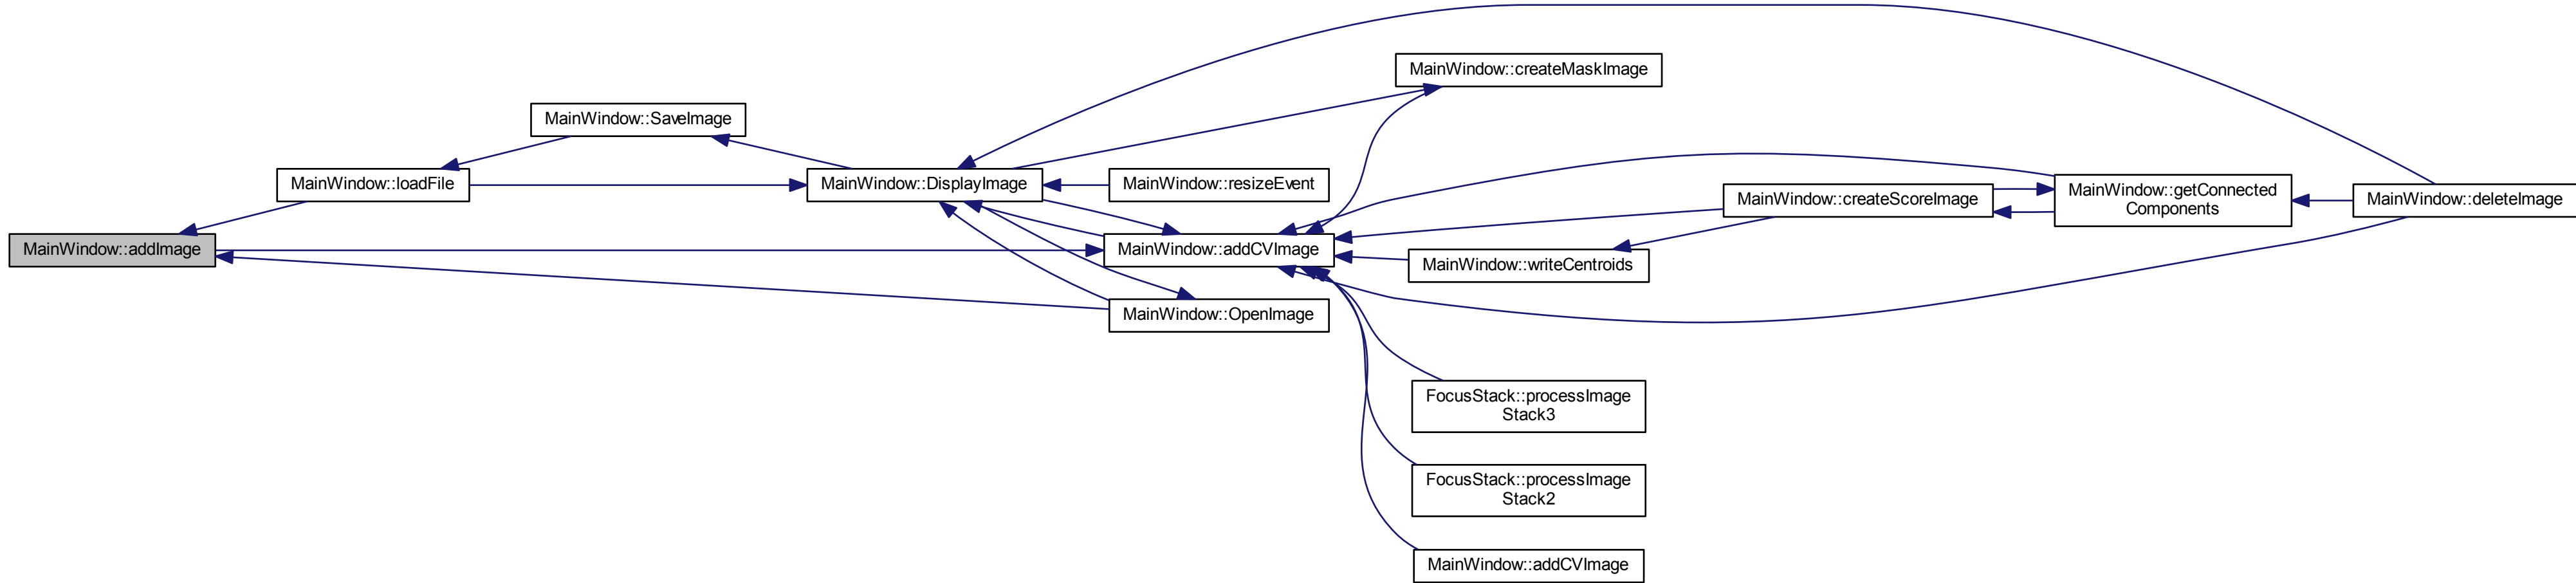 MainWindow::createMaskImage
MainWindow::SaveImage
MainWindow::loadFile
MainWindow::DisplayImage
MainWindow::resizeEvent
MainWindow::createScoreImage
MainWindow::getConnected
Components
MainWindow::deleteImage
MainWindow::addImage
MainWindow::addCVImage
MainWindow::writeCentroids
MainWindow::OpenImage
FocusStack::processImage
Stack3
FocusStack::processImage
Stack2
MainWindow::addCVImage